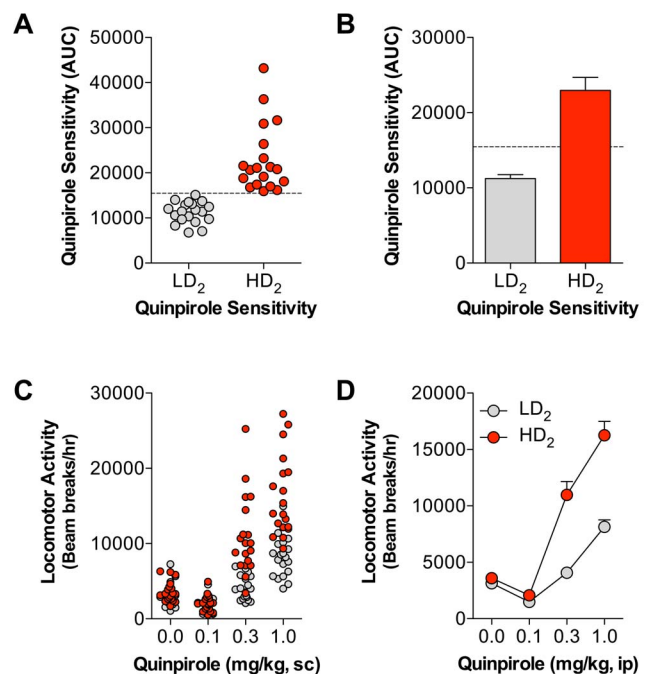 A
Quinpirole Sensitivity (AUC)
50000
40000
30000
20000
10000
0
LD₂ HD₂
Quinpirole Sensitivity
B
Quinpirole Sensitivity (AUC)
30000
20000
10000
0
LD₂ HD₂
Quinpirole Sensitivity
C
Locomotor Activity
(Beam breaks/hr)
30000
20000
10000
0
0.0 0.1 0.3 1.0
Quinpirole (mg/kg, sc)
D
Locomotor Activity
(Beam breaks/hr)
20000
15000
10000
5000
0
LD₂
HD₂
0.0 0.1 0.3 1.0
Quinpirole (mg/kg, ip)